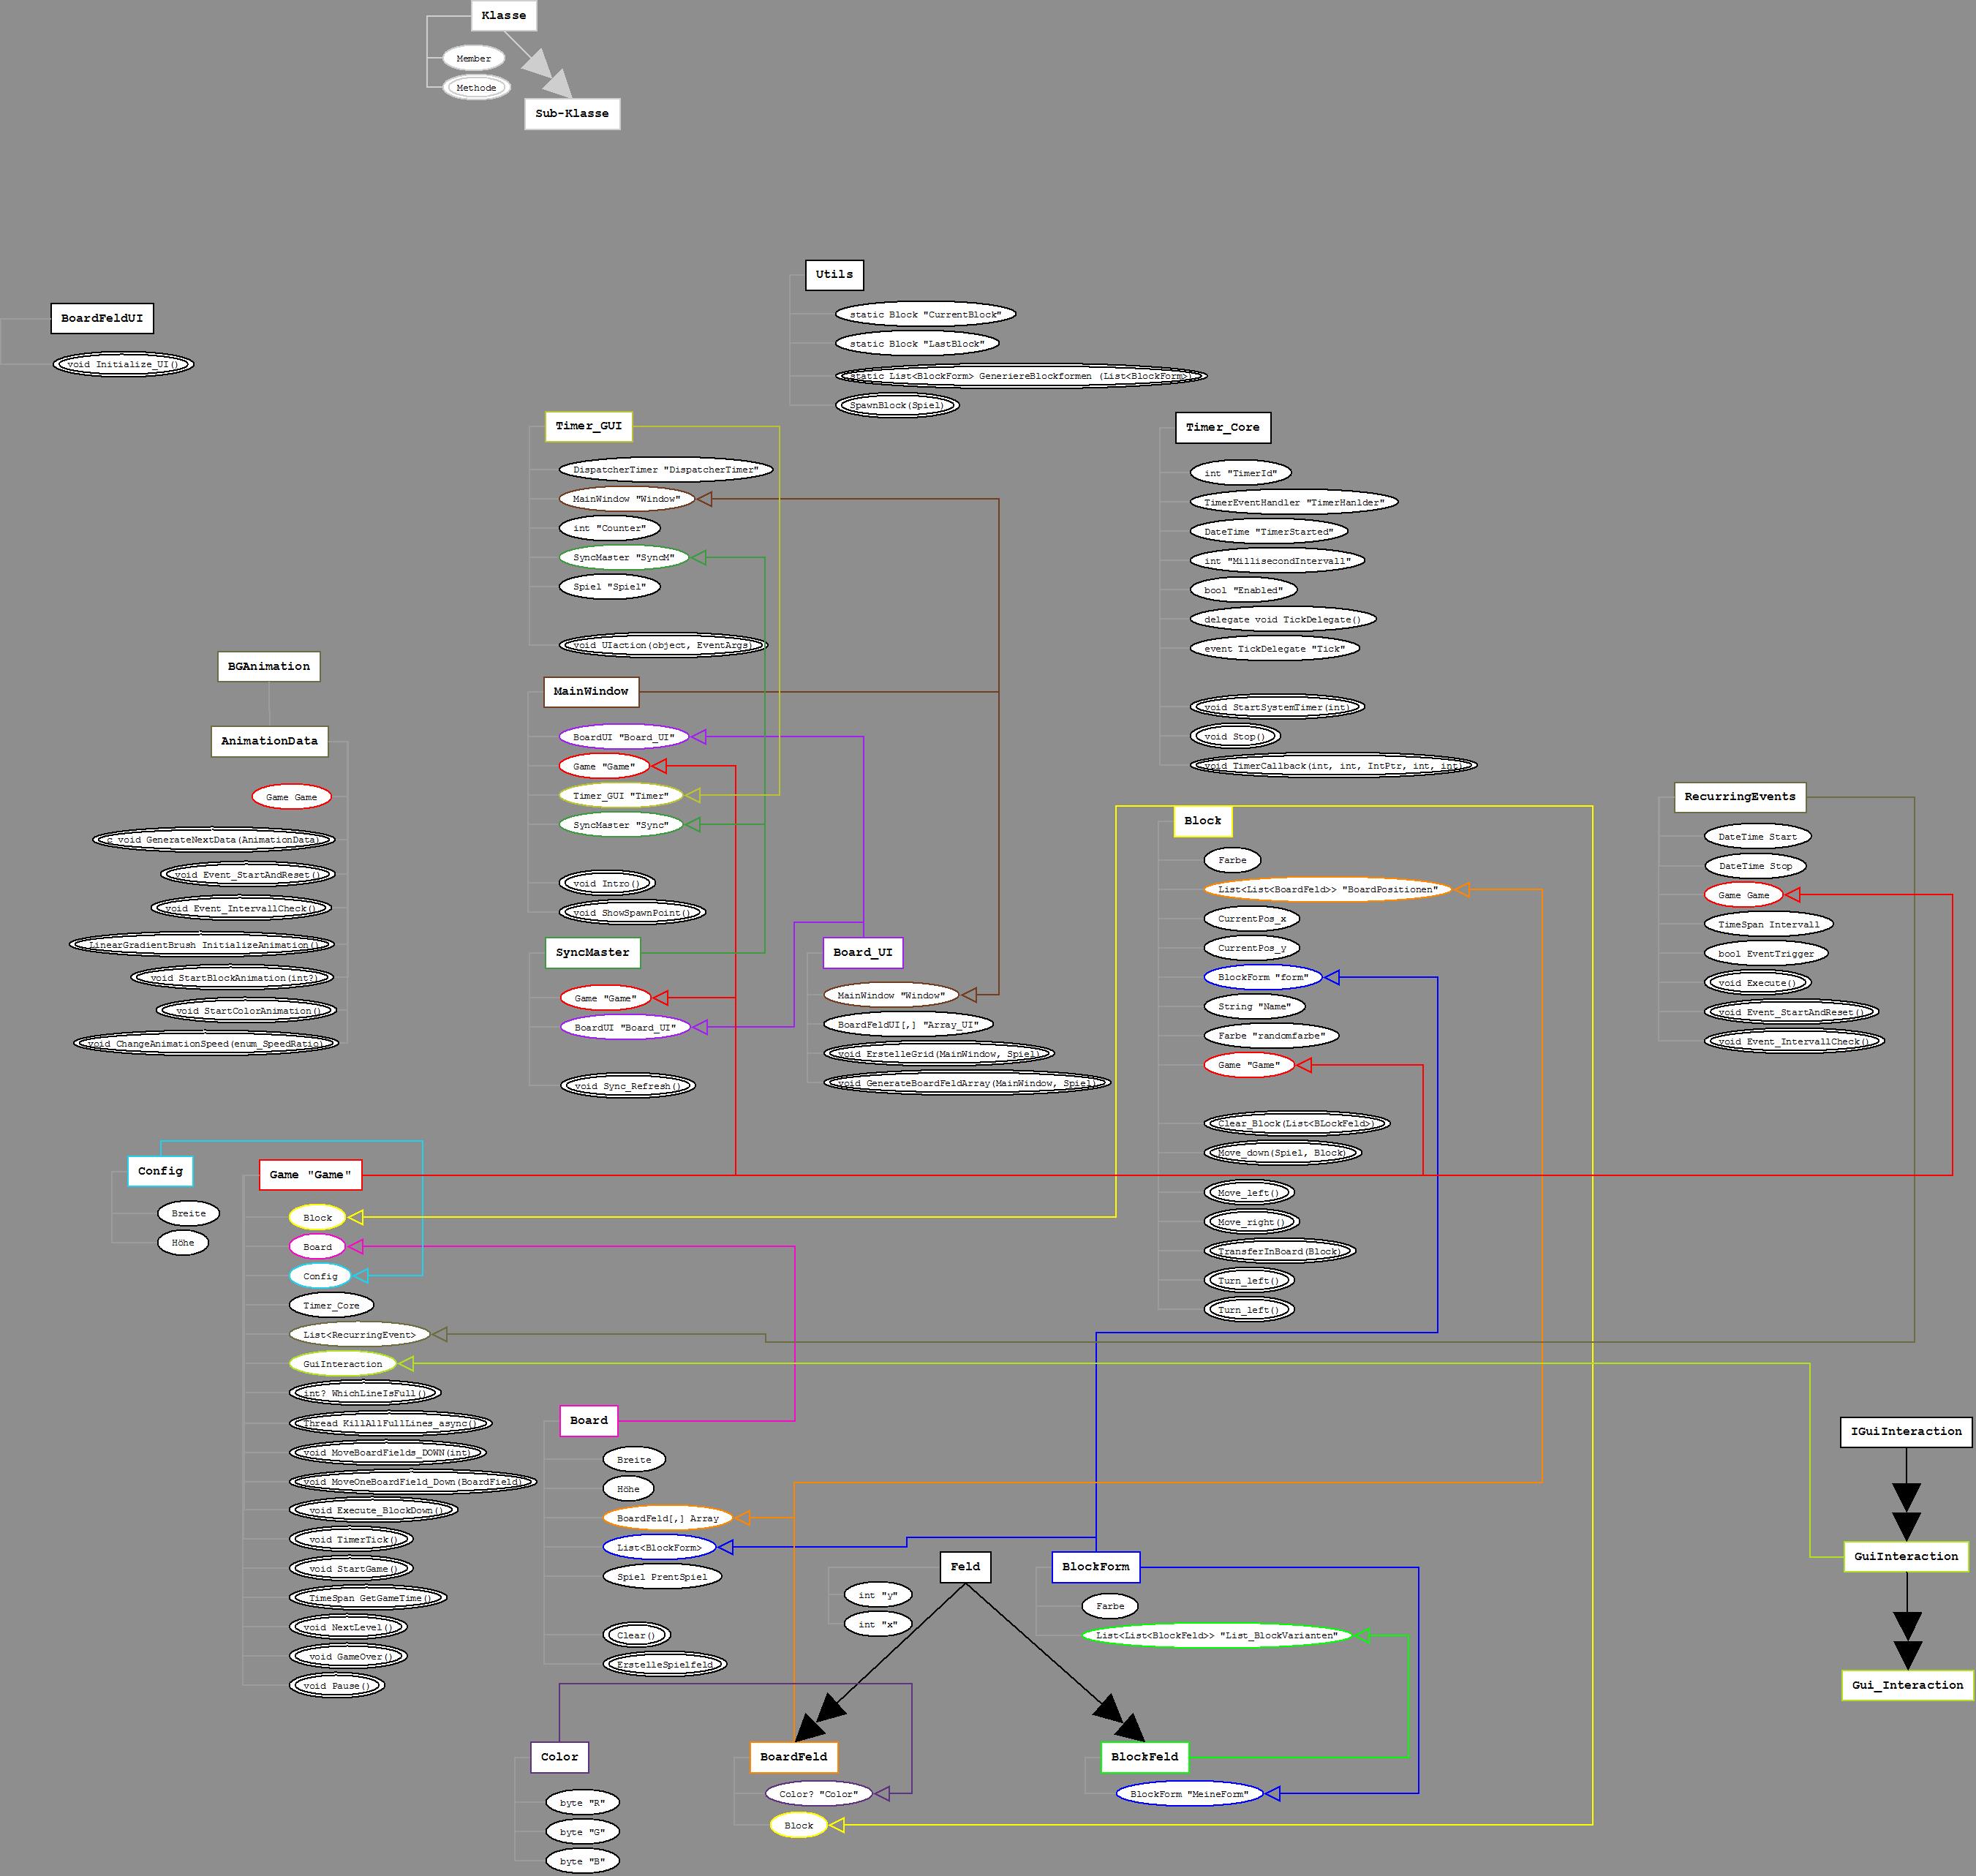 Klasse
Member
Methode
Sub-Klasse
Utils
static Block "CurrentBlock"
static Block "LastBlock"
static List<BlockForm> GeneriereBlockformen (List<BlockForm>)
SpawnBlock(Spiel)
BoardFeldUI
void Initialize_UI()
Timer_GUI
DispatcherTimer "DispatcherTimer"
MainWindow "Window"
int "Counter"
SyncMaster "SyncM"
Spiel "Spiel"
void UIaction(object, EventArgs)
Timer_Core
int "TimerId"
TimerEventHandler "TimerHanlder"
DateTime "TimerStarted"
int "MillisecondIntervall"
bool "Enabled"
delegate void TickDelegate()
event TickDelegate "Tick"
void StartSystemTimer(int)
void Stop()
void TimerCallback(int, int, IntPtr, int, int)
BGAnimation
AnimationData
Game Game
c void GenerateNextData(AnimationData)
void Event_StartAndReset()
void Event_IntervallCheck()
LinearGradientBrush InitializeAnimation()
void StartBlockAnimation(int?)
void StartColorAnimation()
void ChangeAnimationSpeed(enum_SpeedRatio)
MainWindow
BoardUI "Board_UI"
Game "Game"
Timer_GUI "Timer"
SyncMaster "Sync"
void Intro()
void ShowSpawnPoint()
SyncMaster
Game "Game"
BoardUI "Board_UI"
void Sync_Refresh()
Board_UI
MainWindow "Window"
BoardFeldUI[,] "Array_UI"
void ErstelleGrid(MainWindow, Spiel)
void GenerateBoardFeldArray(MainWindow, Spiel)
Block
Farbe
List<List<BoardFeld>> "BoardPositionen"
CurrentPos_x
CurrentPos_y
BlockForm "form"
String "Name"
Farbe "randomfarbe"
Game "Game"
Clear_Block(List<BLockFeld>)
Move_down(Spiel, Block)
Move_left()
Move_right()
TransferInBoard(Block)
Turn_left()
Turn_left()
RecurringEvents
DateTime Start
DateTime Stop
Game Game
TimeSpan Intervall
bool EventTrigger
void Execute()
void Event_StartAndReset()
void Event_IntervallCheck()
Config
Breite
Höhe
Game "Game"
Block
Board
Config
Timer_Core
List<RecurringEvent>
GuiInteraction
int? WhichLineIsFull()
Thread KillAllFullLines_async()
void MoveBoardFields_DOWN(int)
void MoveOneBoardField_Down(BoardField)
void Execute_BlockDown()
void TimerTick()
void StartGame()
TimeSpan GetGameTime()
void NextLevel()
void GameOver()
void Pause()
Board
Breite
Höhe
BoardFeld[,] Array
List<BlockForm>
Spiel PrentSpiel
Clear()
ErstelleSpielfeld
Feld
int "y"
int "x"
BlockForm
Farbe
List<List<BlockFeld>> "List_BlockVarianten"
IGuiInteraction
GuiInteraction
Gui_Interaction
Color
byte "R"
byte "G"
byte "B"
BoardFeld
Color? "Color"
Block
BlockFeld
BlockForm "MeineForm"